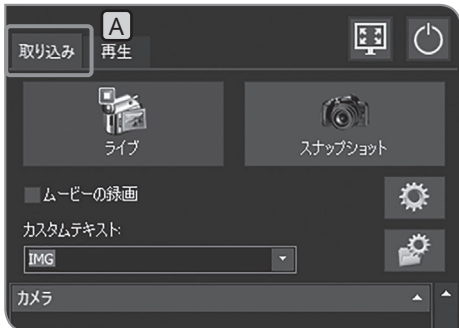 A
取り込み
再生
ライブ
スナップショット
ムービーの録画
カスタムテキスト:
IMG
カメラ